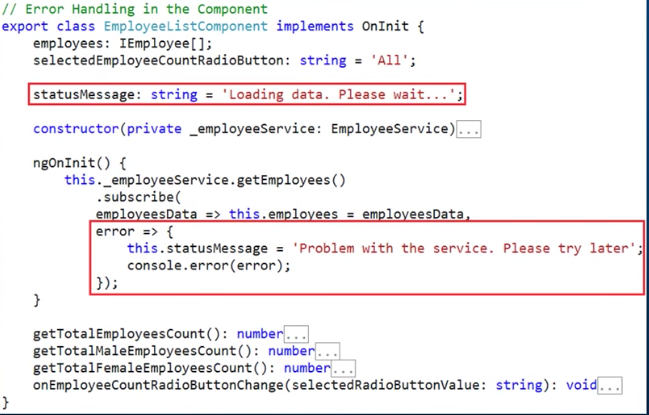 // Error Handling in the Component
export class EmployeeListComponent implements OnInit {
    employees: IEmployee[];
    selectedEmployeeCountRadioButton: string = 'All';
    statusMessage: string = 'Loading data. Please wait...';
    constructor(private _employeeService: EmployeeService)...
    ngOnInit() {
        this._employeeService.getEmployees()
            .subscribe(
            employeesData => this.employees = employeesData,
            error => {
                this.statusMessage = 'Problem with the service. Please try later';
                console.error(error);
            });
    }
    getTotalEmployeesCount(): number...
    getTotalMaleEmployeesCount(): number...
    getTotalFemaleEmployeesCount(): number...
    onEmployeeCountRadioButtonChange(selectedRadioButtonValue: string): void...
}